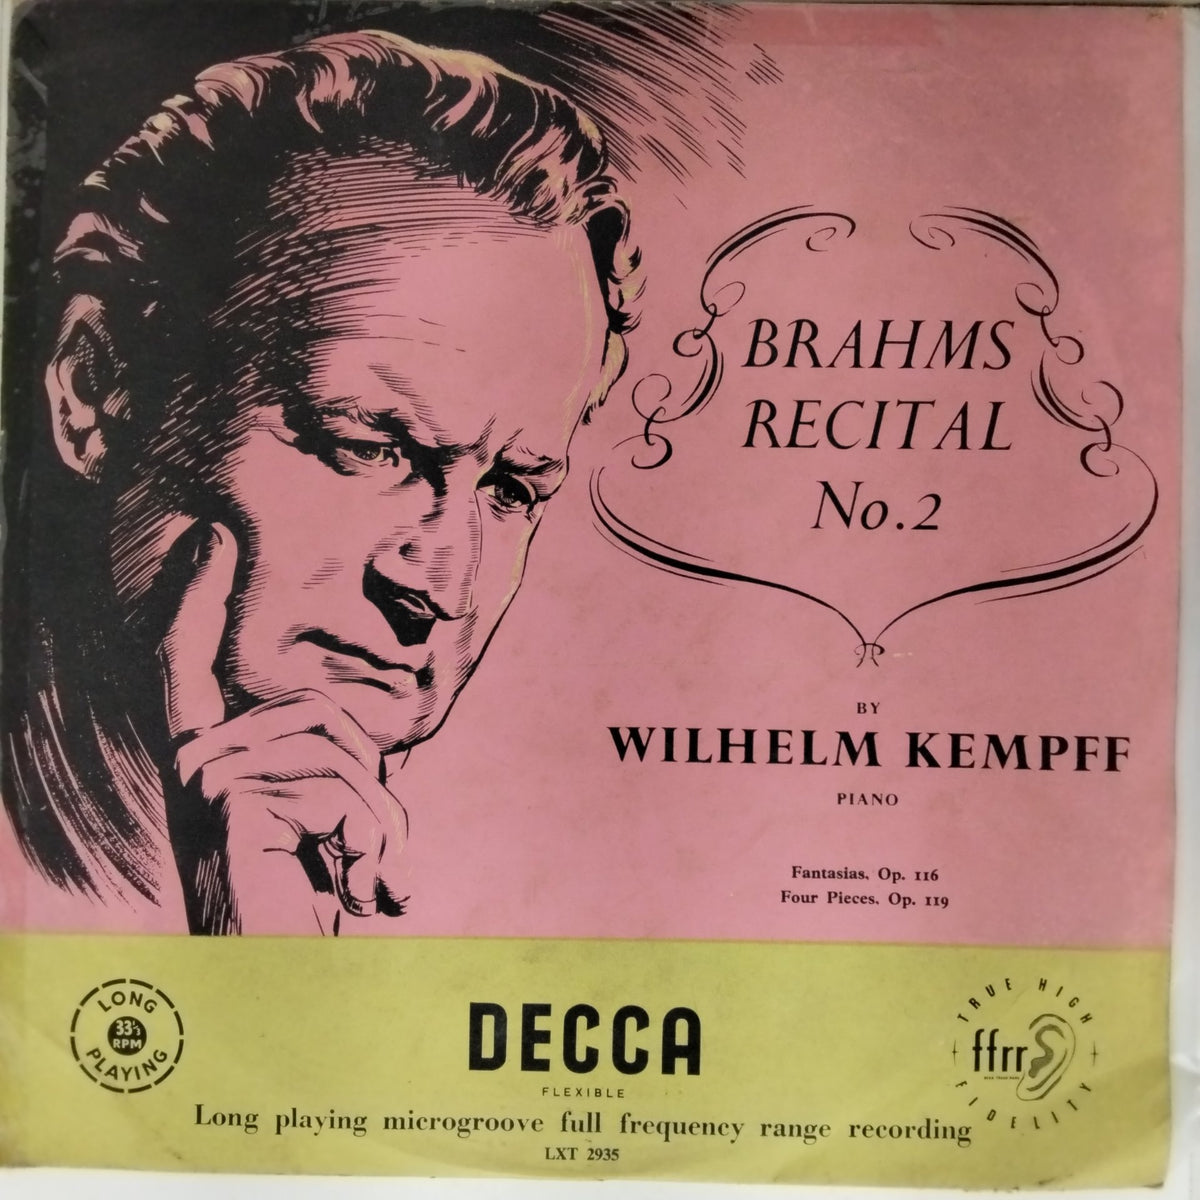 BRAHMS
RECITAL
No.2
BY
WILHELM KEMPFF
PIANO
Fantasias, Op. 116
Four Pieces, Op. 119
LONG
33⅓
RPM
PLAYING
DECCA
FLEXIBLE
TRUE HIGH
ffrr
FIDELITY
Long playing microgroove full frequency range recording
LXT 2935